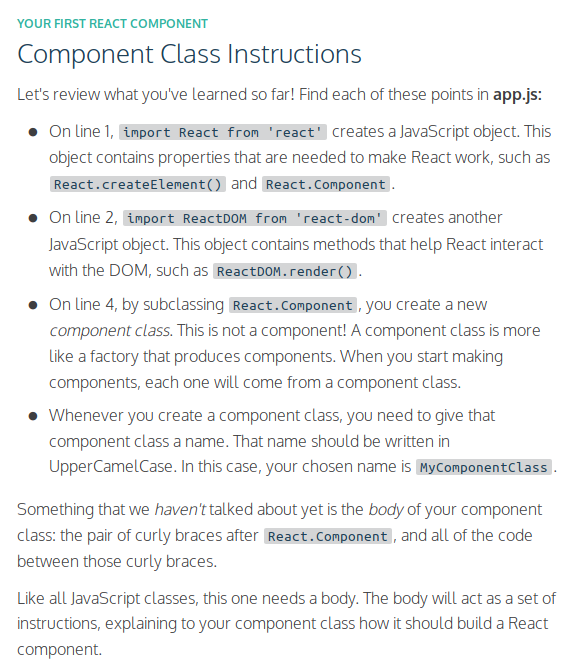 YOUR FIRST REACT COMPONENT
Component Class Instructions
Let's review what you've learned so far! Find each of these points in app.js:
● On line 1, import React from 'react' creates a JavaScript object. This
object contains properties that are needed to make React work, such as
React.createElement() and React.Component.
● On line 2, import ReactDOM from 'react-dom' creates another
JavaScript object. This object contains methods that help React interact
with the DOM, such as ReactDOM.render().
● On line 4, by subclassing React.Component, you create a new
component class. This is not a component! A component class is more
like a factory that produces components. When you start making
components, each one will come from a component class.
● Whenever you create a component class, you need to give that
component class a name. That name should be written in
UpperCamelCase. In this case, your chosen name is MyComponentClass.
Something that we haven't talked about yet is the body of your component
class: the pair of curly braces after React.Component, and all of the code
between those curly braces.
Like all JavaScript classes, this one needs a body. The body will act as a set of
instructions, explaining to your component class how it should build a React
component.